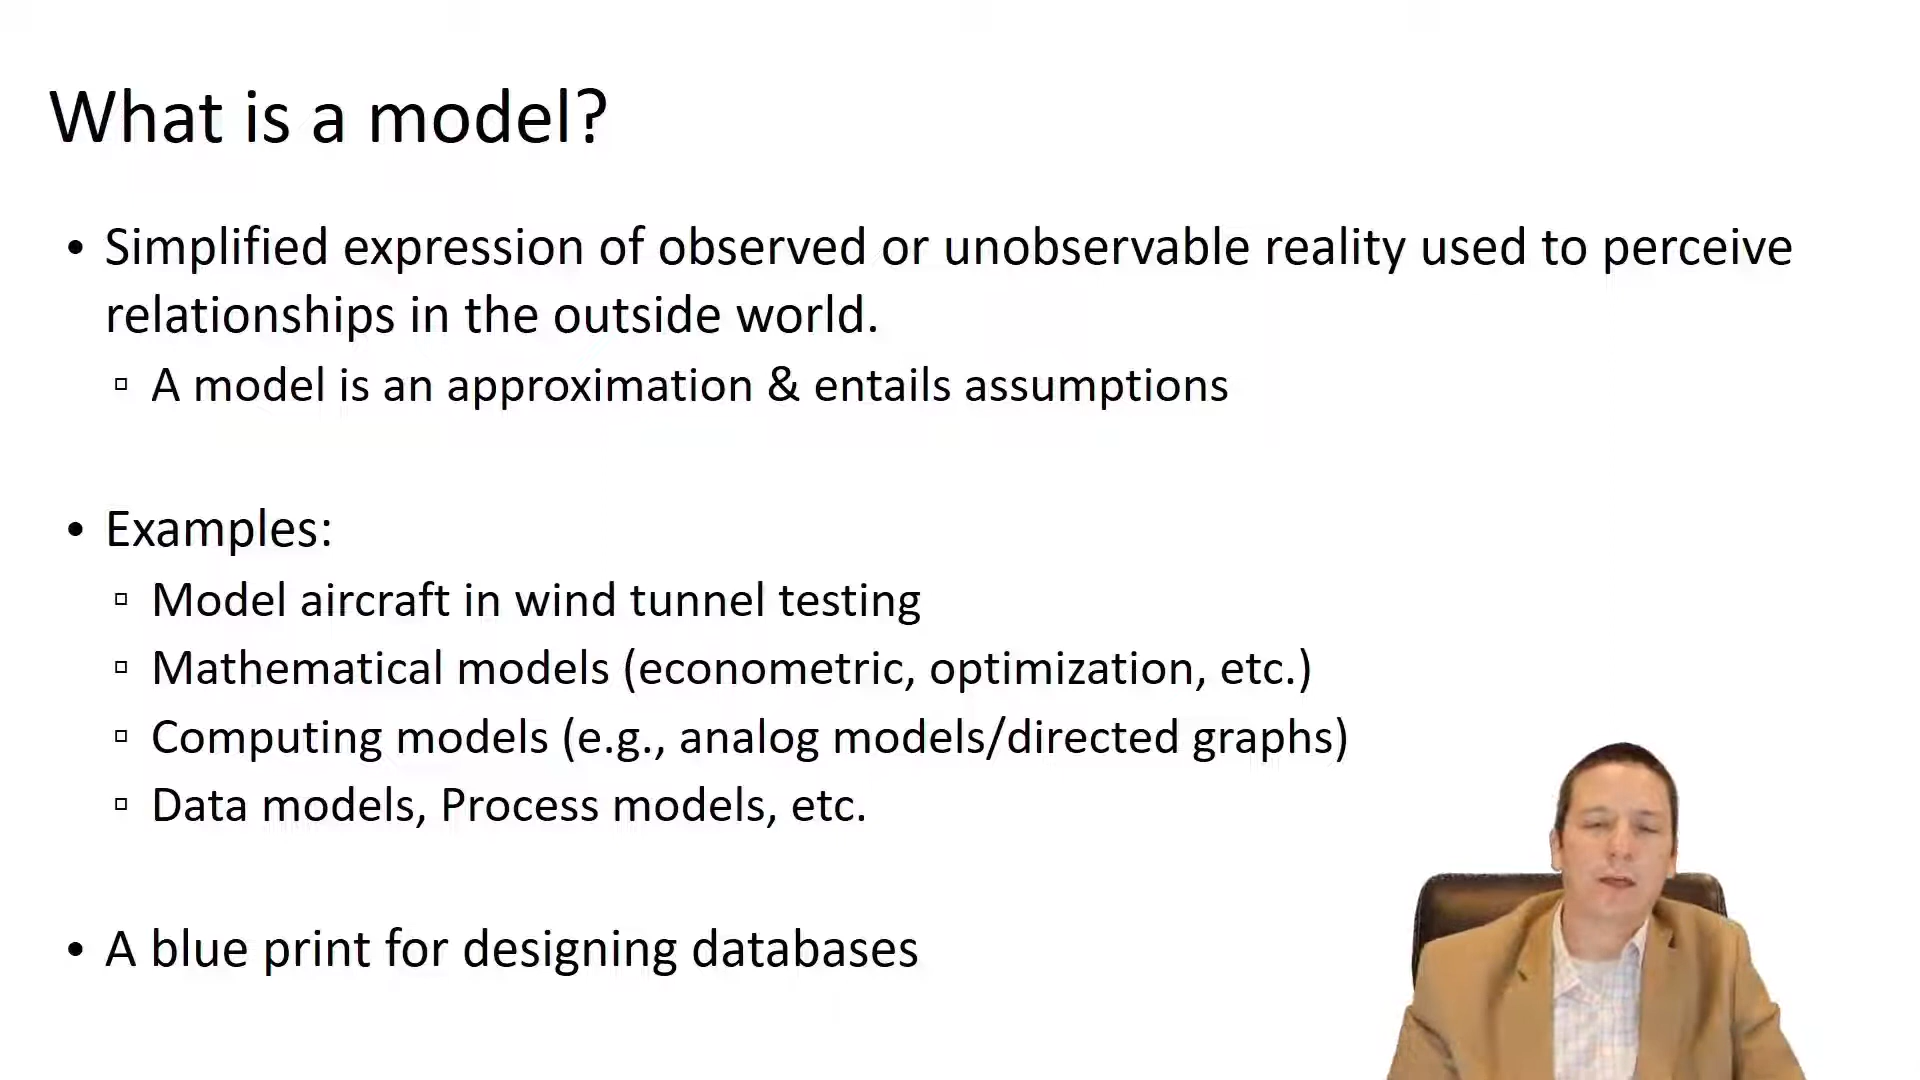 What is a model?
• Simplified expression of observed or unobservable reality used to perceive
relationships in the outside world.
▫ A model is an approximation & entails assumptions
• Examples:
▫ Model aircraft in wind tunnel testing
▫ Mathematical models (econometric, optimization, etc.)
▫ Computing models (e.g., analog models/directed graphs)
▫ Data models, Process models, etc.
• A blue print for designing databases